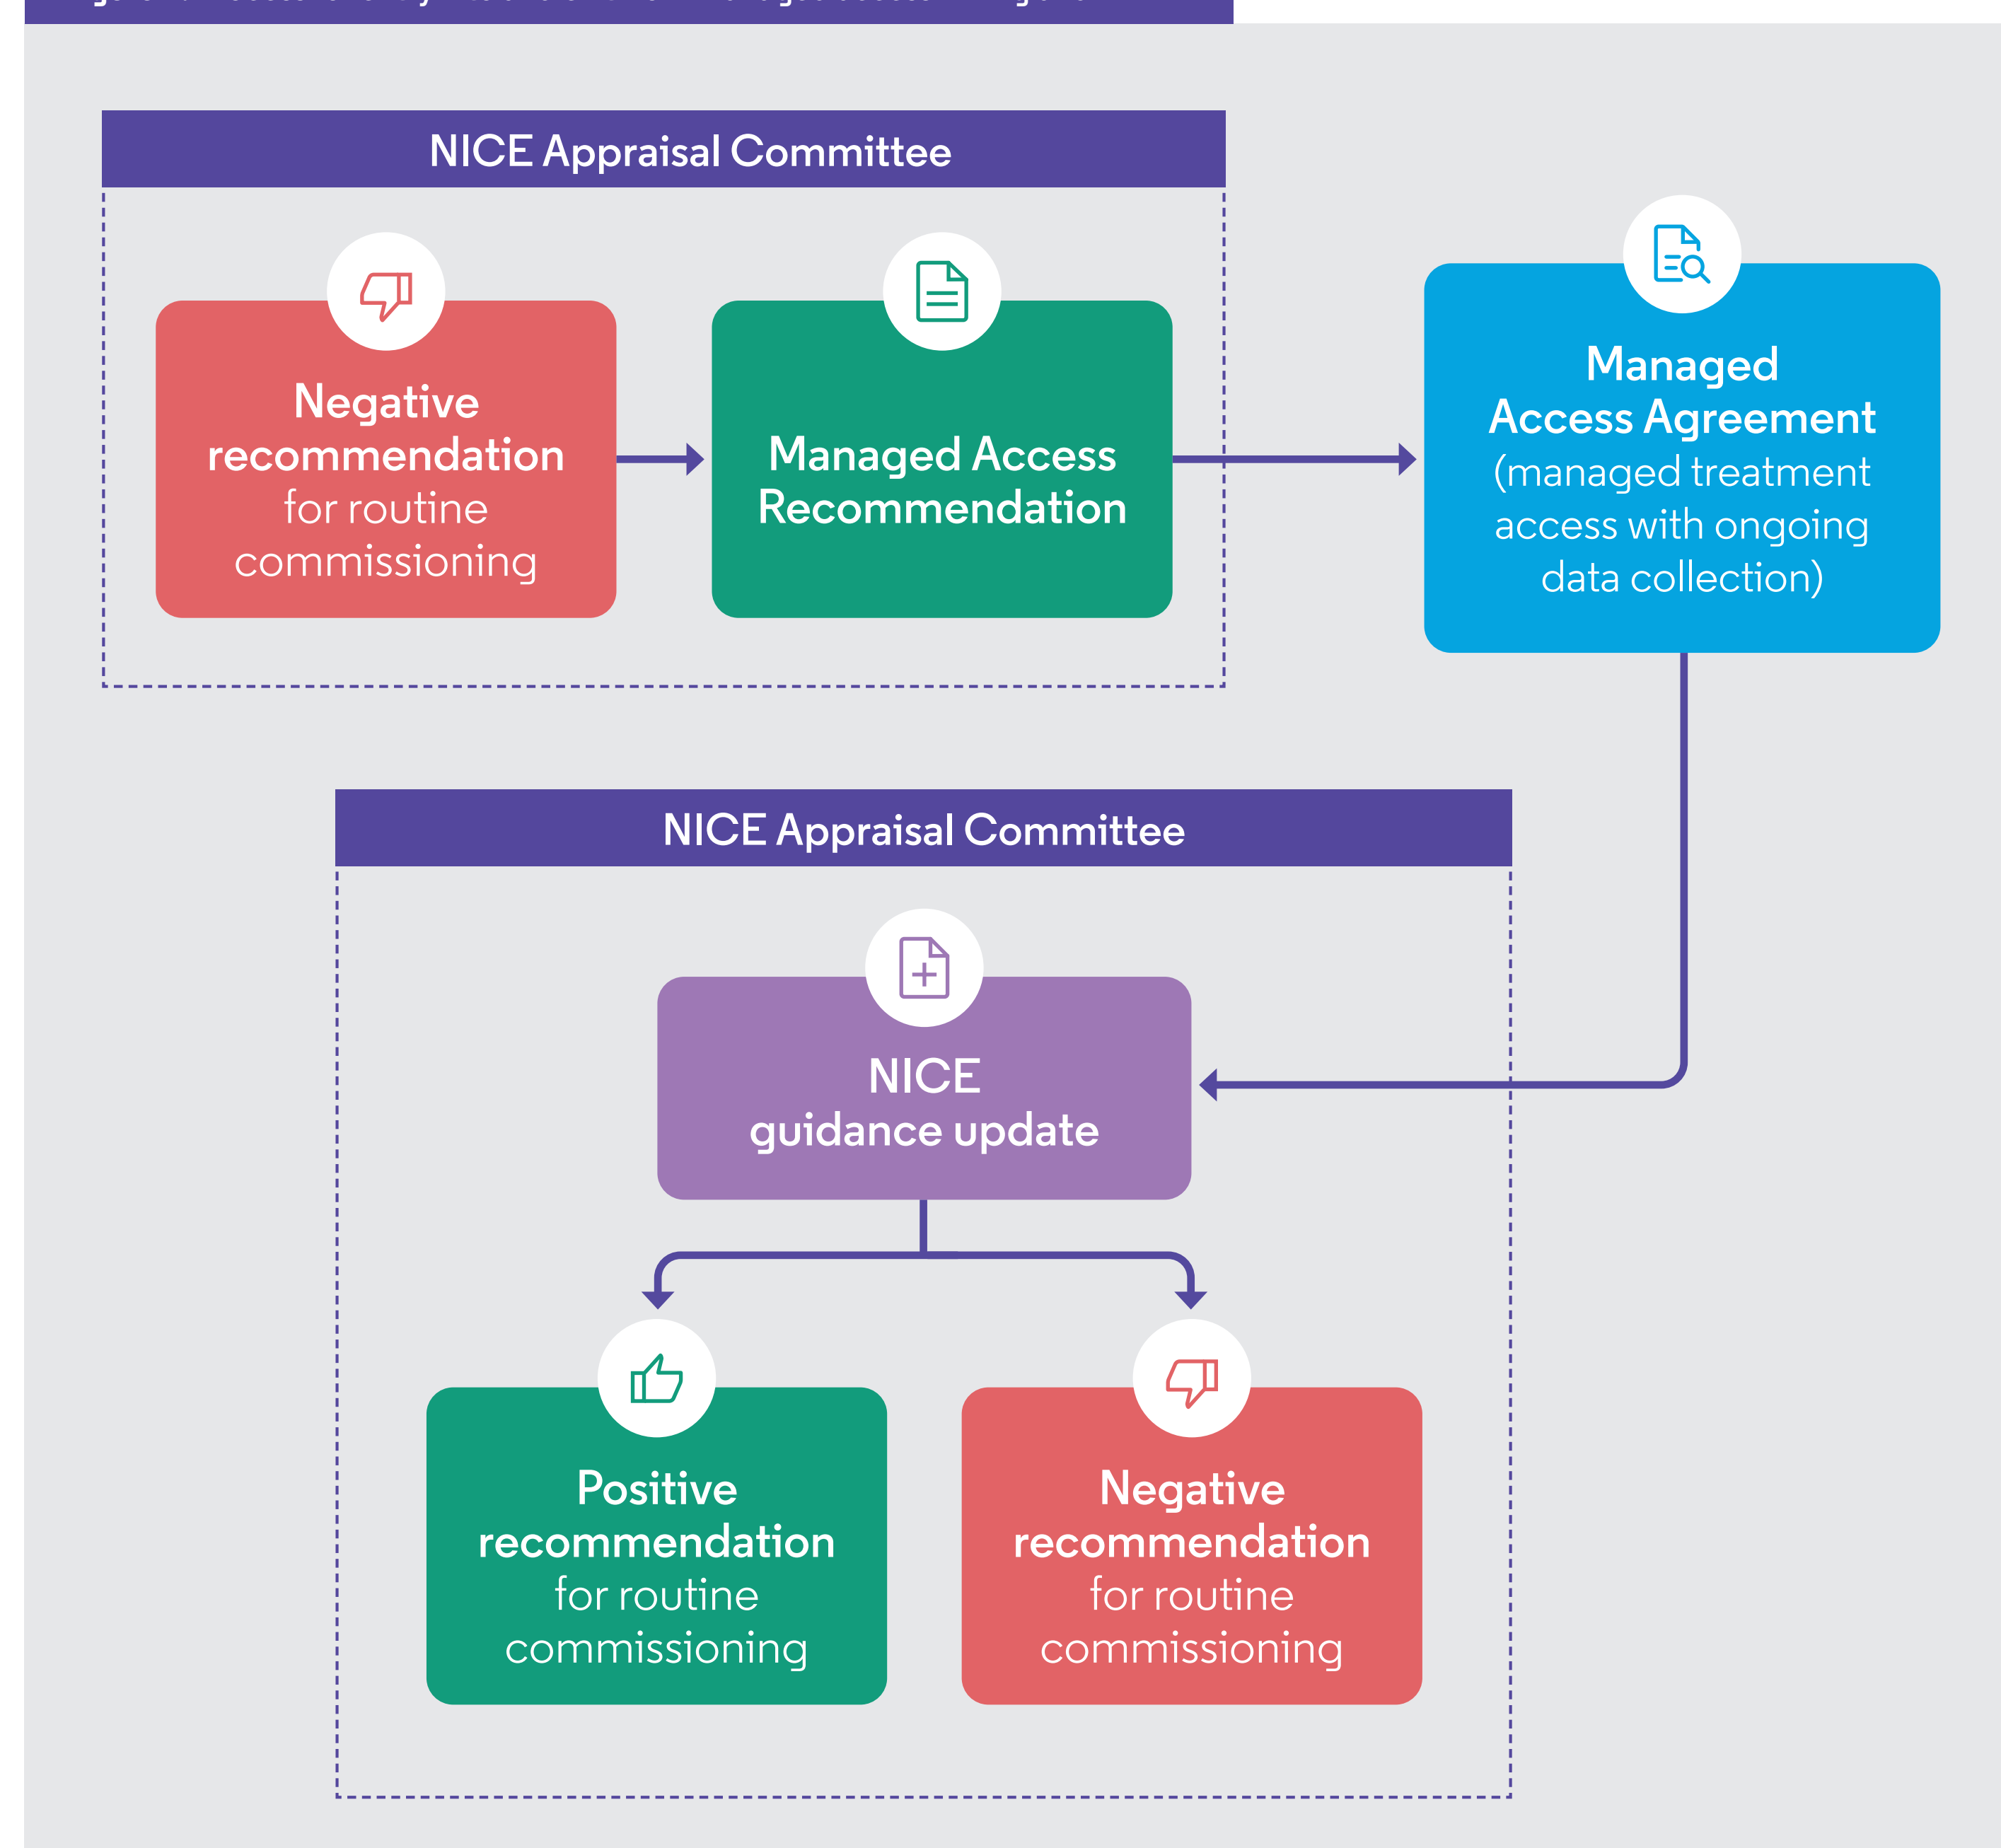 NICE Appraisal Committee
Negative
recommendation
for routine
commissioning
Managed Access
Recommendation
Managed
Access Agreement
(managed treatment
access with ongoing
data collection)
NICE Appraisal Committee
NICE
guidance update
Positive
recommendation
for routine
commissioning
Negative
recommendation
for routine
commissioning